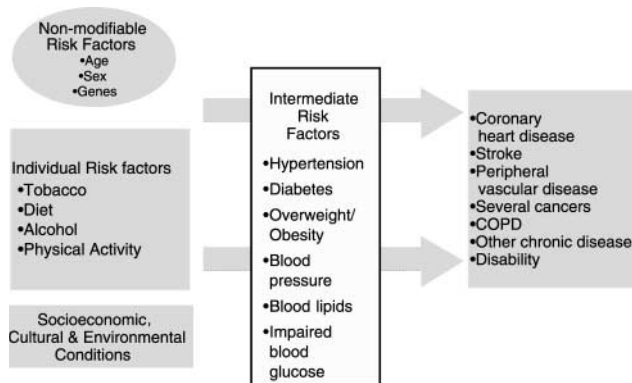 Non-modifiable
Risk Factors
•Age
•Sex
•Genes
Individual Risk factors
•Tobacco
•Diet
•Alcohol
•Physical Activity
Socioeconomic,
Cultural & Environmental
Conditions
Intermediate
Risk
Factors
•Hypertension
•Diabetes
•Overweight/
Obesity
•Blood
pressure
•Blood lipids
•Impaired
blood
glucose
•Coronary
heart disease
•Stroke
•Peripheral
vascular disease
•Several cancers
•COPD
•Other chronic disease
•Disability